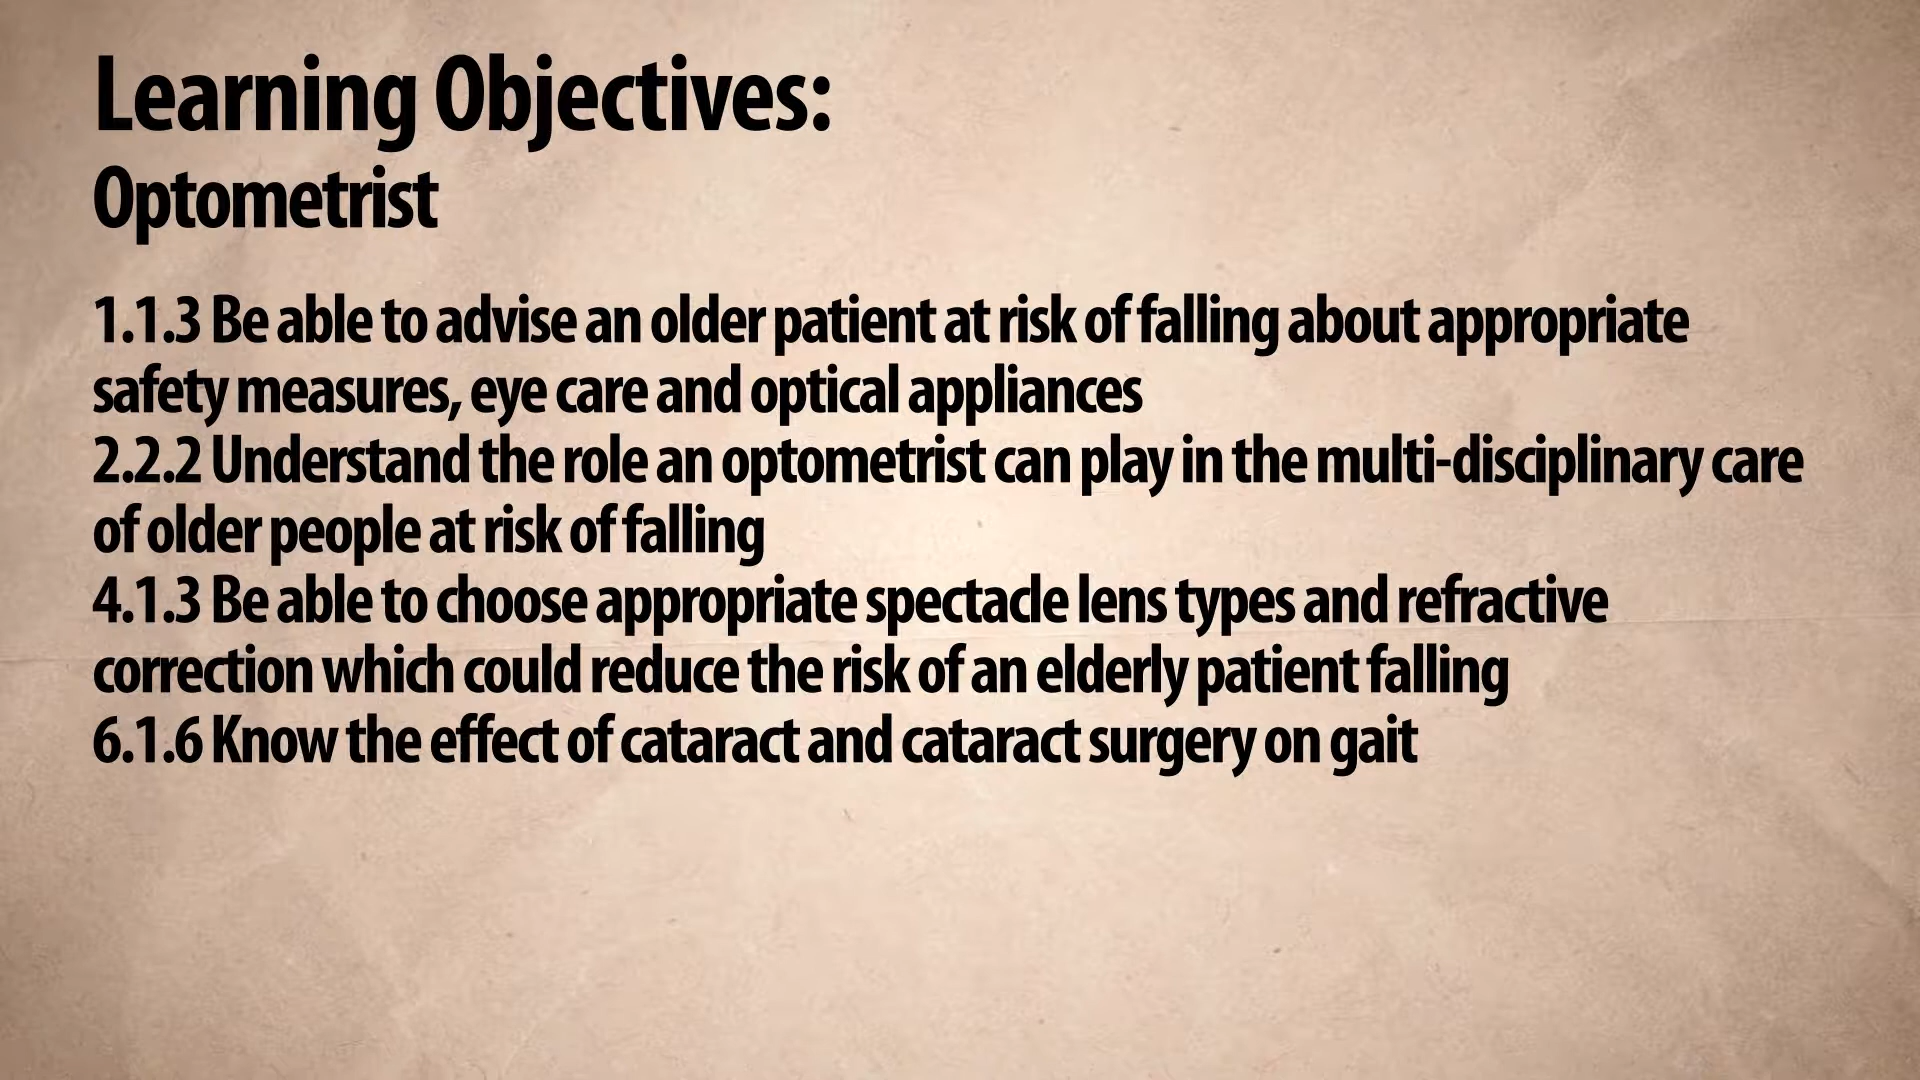 Learning Objectives:
Optometrist
1.1.3 Be able to advise an older patient at risk of falling about appropriate
safety measures, eye care and optical appliances
2.2.2 Understand the role an optometrist can play in the multi-disciplinary care
of older people at risk of falling
4.1.3 Be able to choose appropriate spectacle lens types and refractive
correction which could reduce the risk of an elderly patient falling
6.1.6 Know the effect of cataract and cataract surgery on gait